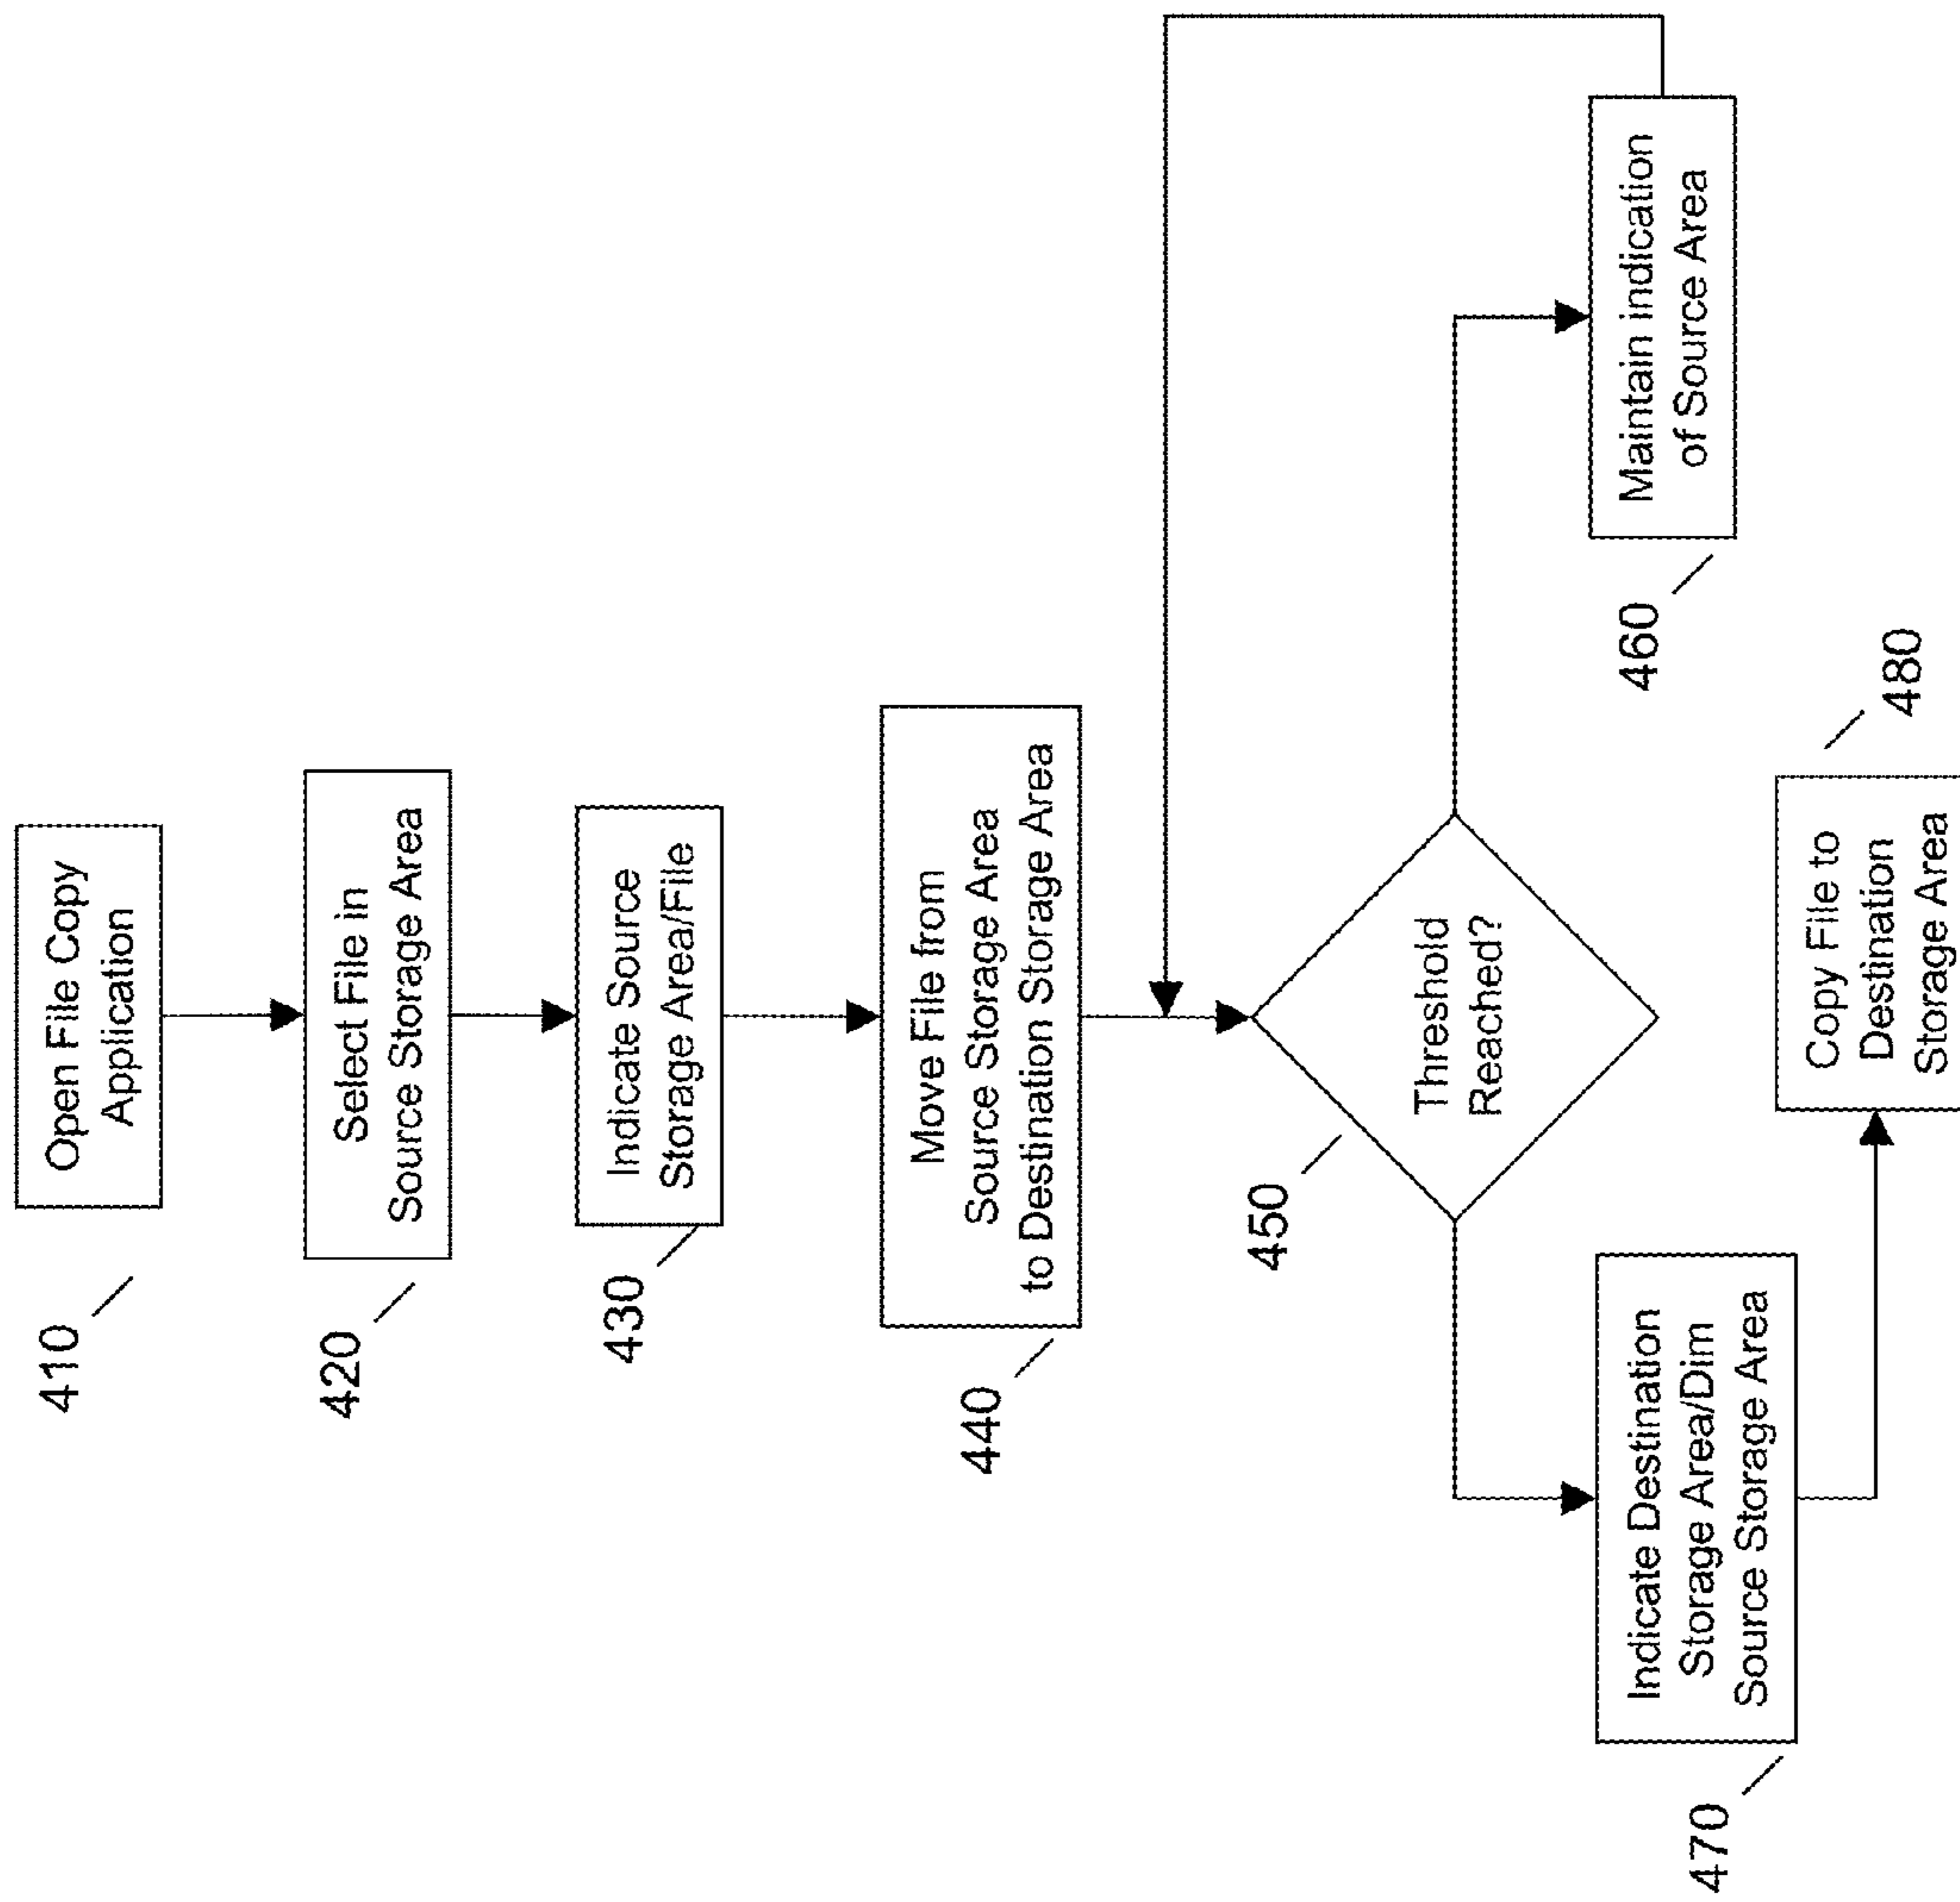 410
Open File Copy
Application
420
Select File in
Source Storage Area
430
Indicate Source
Storage Area/File
440
Move File from
Source Storage Area
to Destination Storage Area
450
Threshold
Reached?
460
Maintain indication
of Source Area
470
Indicate Destination
Storage Area/Dim
Source Storage Area
480
Copy File to
Destination
Storage Area